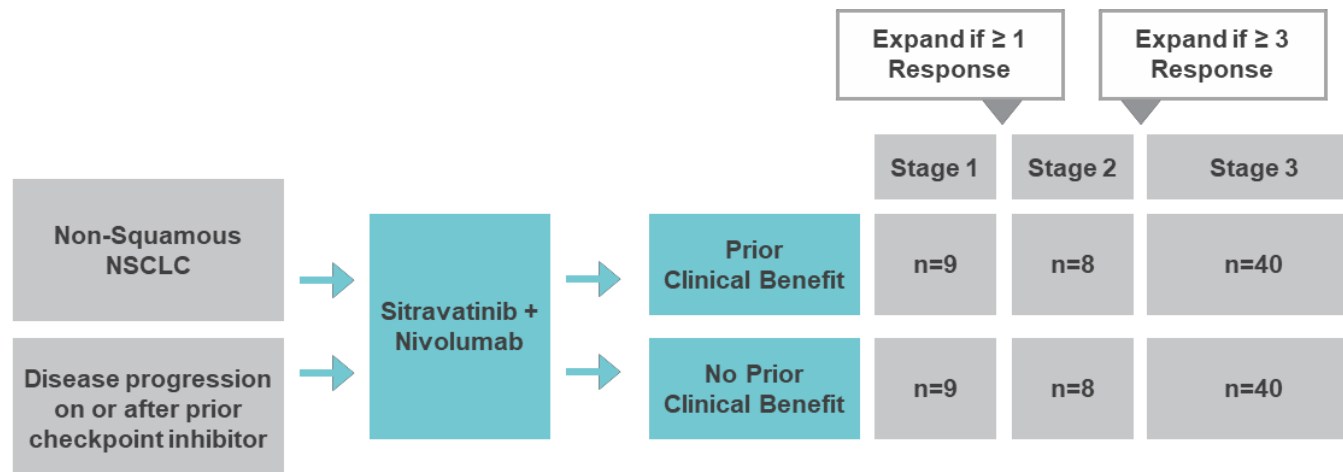 Expand if ≥ 1
Response
Expand if ≥ 3
Response
Stage 1
Stage 2
Stage 3
Non-Squamous
NSCLC
Disease progression
on or after prior
checkpoint inhibitor
Sitravatinib +
Nivolumab
Prior
Clinical Benefit
n=9
n=8
n=40
No Prior
Clinical Benefit
n=9
n=8
n=40